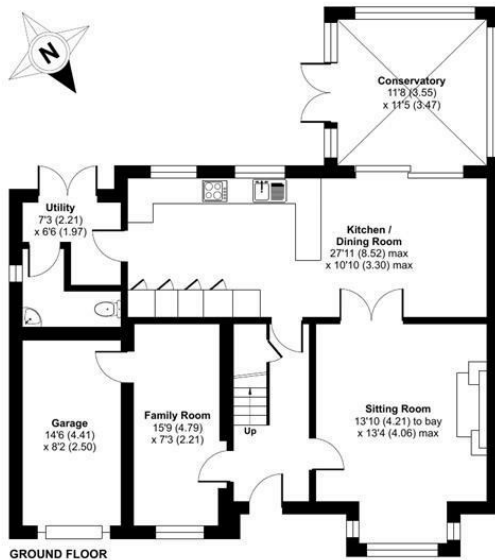 N
Conservatory
11'8 (3.55)
x 11'5 (3.47)
Utility
7'3 (2.21)
x 6'6 (1.97)
Kitchen /
Dining Room
27'11 (8.52) max
x 10'10 (3.30) max
Garage
14'6 (4.41)
x 8'2 (2.50)
Family Room
15'9 (4.79)
x 7'3 (2.21)
Up
Sitting Room
13'10 (4.21) to bay
x 13'4 (4.06) max
GROUND FLOOR